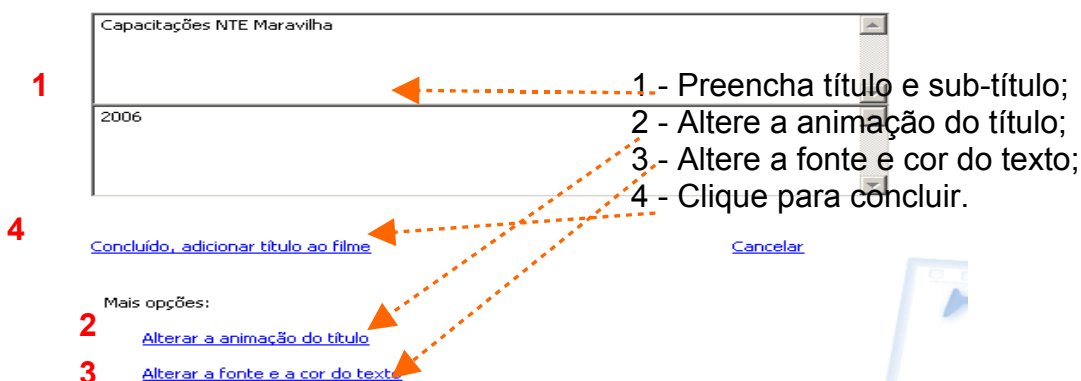 Capacitações NTE Maravilha
1
1 - Preencha título e sub-título;
2006
2 - Altere a animação do título;
3 - Altere a fonte e cor do texto;
4 - Clique para concluir.
4
Concluído, adicionar título ao filme
Cancelar
Mais opções:
2
Alterar a animação do título
3
Alterar a fonte e a cor do texto